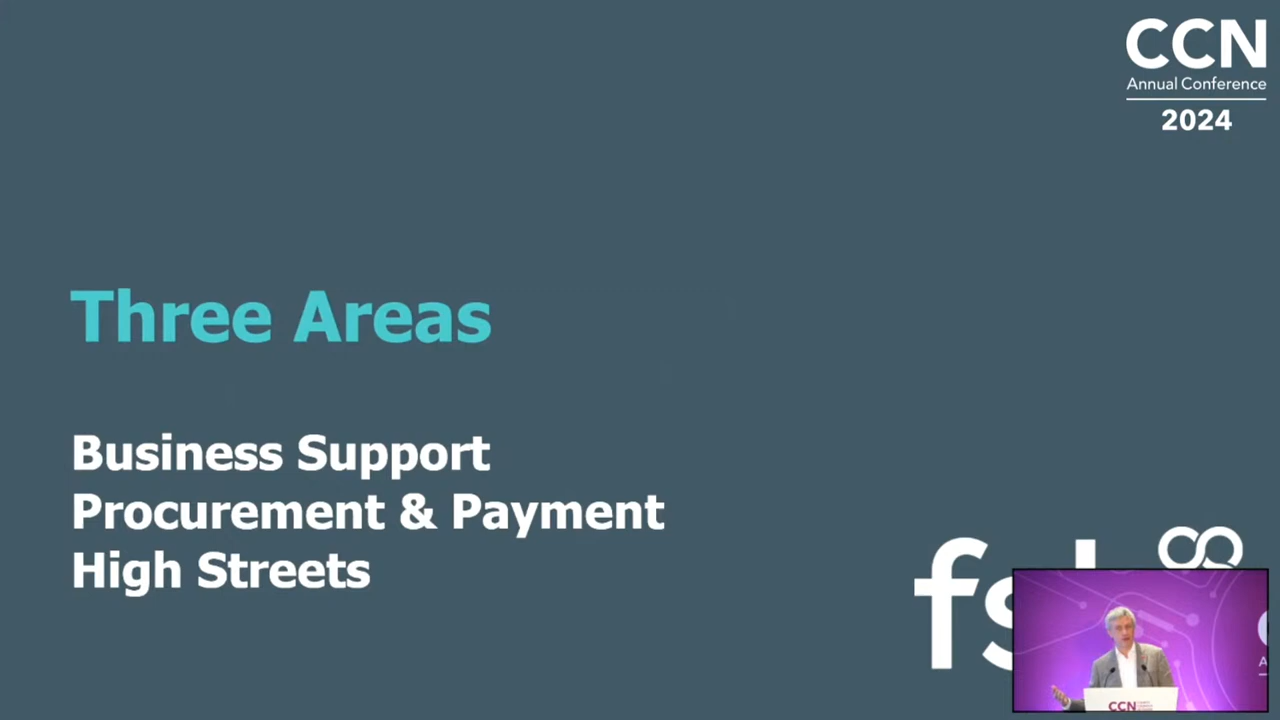 CCN
Annual Conference
2024
Three Areas
Business Support
Procurement & Payment
High Streets
CCN